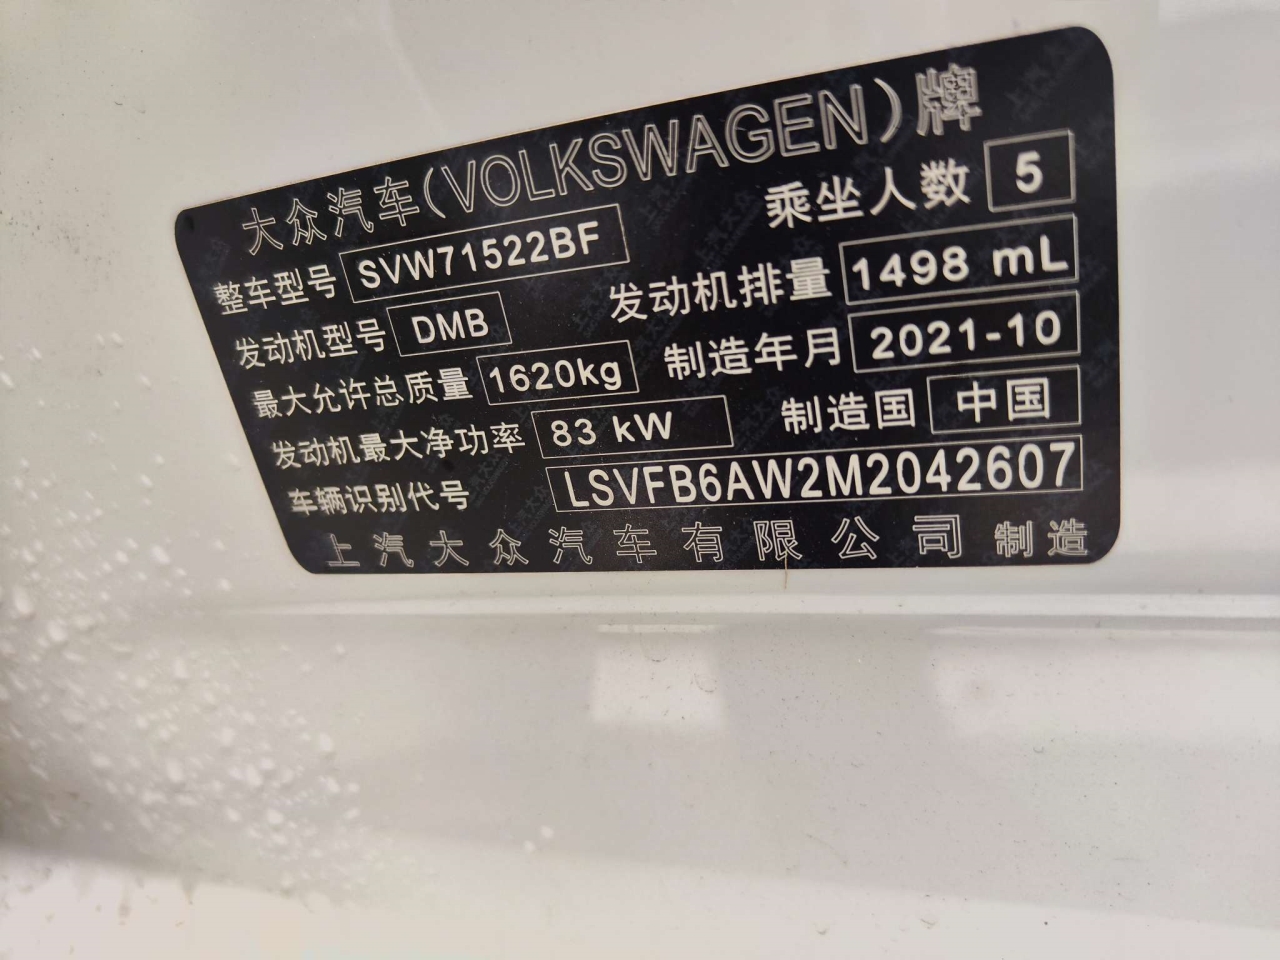 大众汽车(VOLKSWAGEN)牌
整车型号 SVW71522BF 乘坐人数 5
发动机型号 DMB 发动机排量 1498 mL
最大允许总质量 1620kg 制造年月 2021-10
发动机最大净功率 83 kW 制造国 中国
车辆识别代号 LSVFB6AW2M2042607
上汽大众汽车有限公司 制造